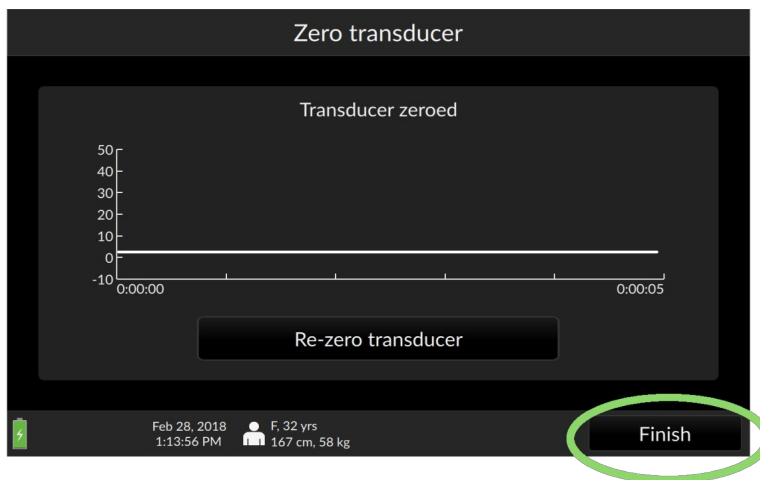 Zero transducer
Transducer zeroed
50
40
30
20
10
0
-10
0:00:00
0:00:05
Re-zero transducer
Feb 28, 2018
1:13:56 PM
F, 32 yrs
167 cm, 58 kg
Finish